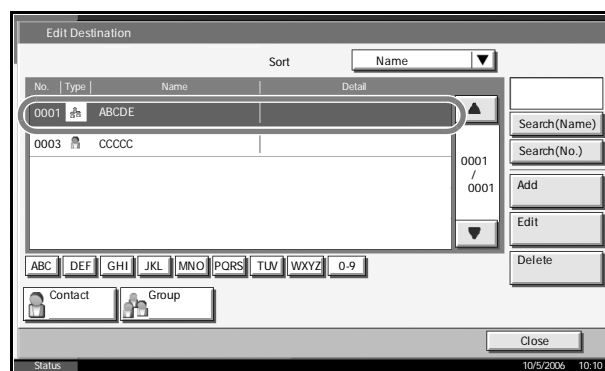 Edit Destination
Sort Name
No. Type Name Detail
0001 ABCDE
0003 CCCCC
0001
/
0001
Search(Name)
Search(No.)
Add
Edit
Delete
ABC DEF GHI JKL MNO PQRS TUV WXYZ 0-9
Contact Group
Close
Status 10/5/2006 10:10